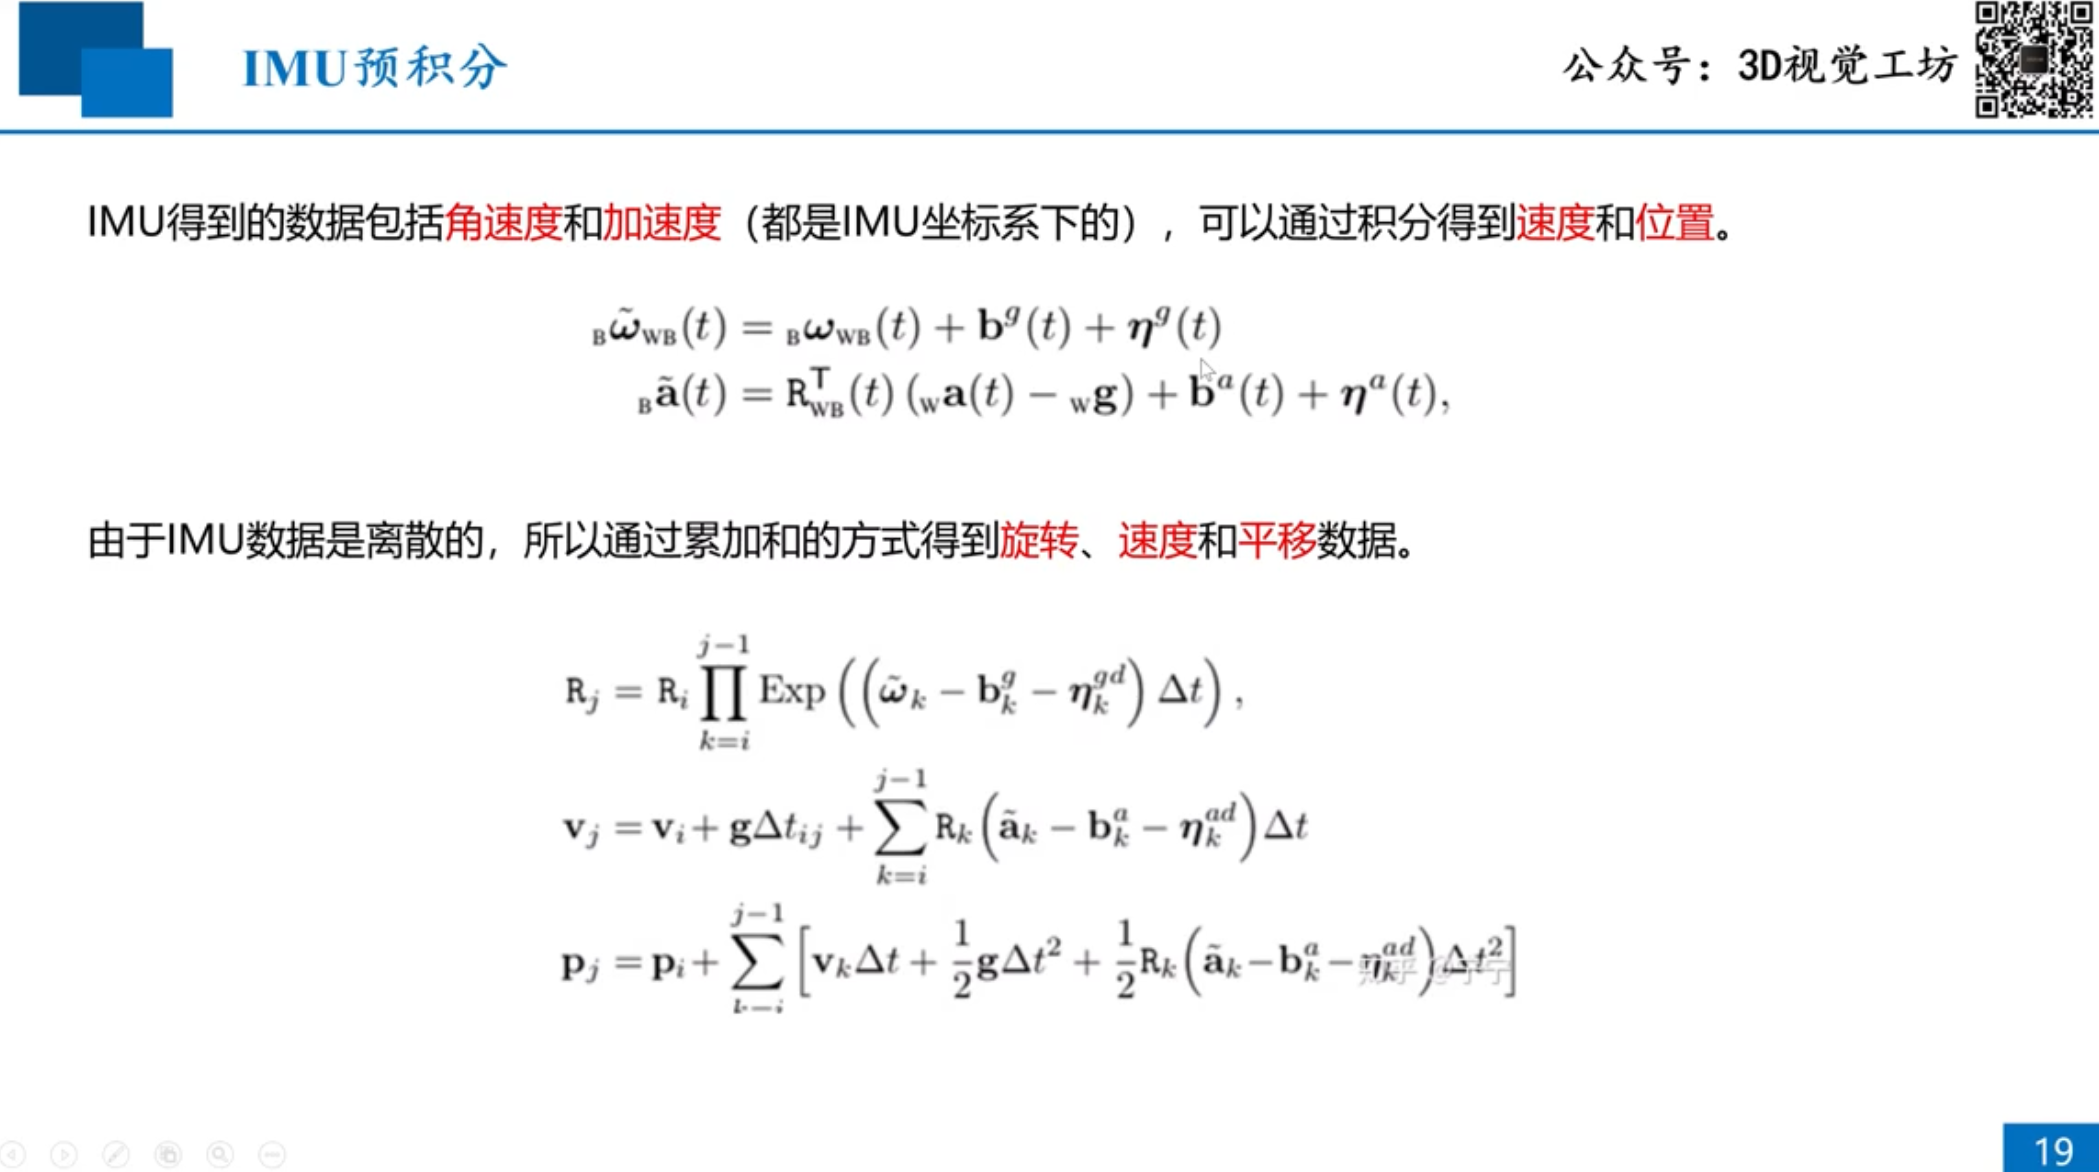 IMU预积分
公众号：3D视觉工坊
IMU得到的数据包括角速度和加速度（都是IMU坐标系下的），可以通过积分得到速度和位置。
$_{\mathrm{B}}\tilde{\boldsymbol{\omega}}_{\mathrm{WB}}(t) = {}_{\mathrm{B}}\boldsymbol{\omega}_{\mathrm{WB}}(t) + \mathbf{b}^g(t) + \boldsymbol{\eta}^g(t)$
$_{\mathrm{B}}\tilde{\mathbf{a}}(t) = \mathtt{R}_{\mathrm{WB}}^{\mathsf{T}}(t)\left({}_{\mathrm{W}}\mathbf{a}(t) - {}_{\mathrm{W}}\mathbf{g}\right) + \mathbf{b}^a(t) + \boldsymbol{\eta}^a(t),$
由于IMU数据是离散的，所以通过累加和的方式得到旋转、速度和平移数据。
$\mathtt{R}_j = \mathtt{R}_i \prod_{k=i}^{j-1} \mathrm{Exp}\left(\left(\tilde{\boldsymbol{\omega}}_k - \mathbf{b}_k^g - \boldsymbol{\eta}_k^{gd}\right)\Delta t\right),$
$\mathbf{v}_j = \mathbf{v}_i + \mathbf{g}\Delta t_{ij} + \sum_{k=i}^{j-1} \mathtt{R}_k\left(\tilde{\mathbf{a}}_k - \mathbf{b}_k^a - \boldsymbol{\eta}_k^{ad}\right)\Delta t$
$\mathbf{p}_j = \mathbf{p}_i + \sum_{k=i}^{j-1}\left[\mathbf{v}_k\Delta t + \frac{1}{2}\mathbf{g}\Delta t^2 + \frac{1}{2}\mathtt{R}_k\left(\tilde{\mathbf{a}}_k - \mathbf{b}_k^a - \boldsymbol{\eta}_k^{ad}\right)\Delta t^2\right]$
19